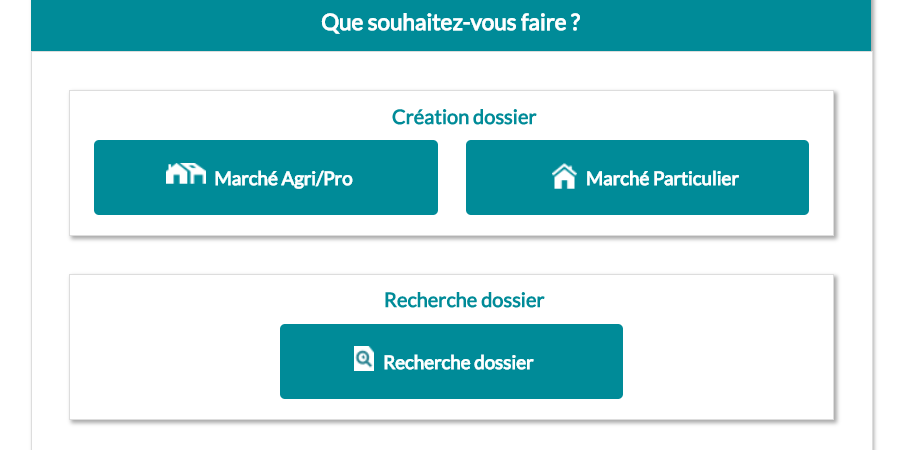 Que souhaitez-vous faire ?
Création dossier
Marché Agri/Pro
Marché Particulier
Recherche dossier
Recherche dossier